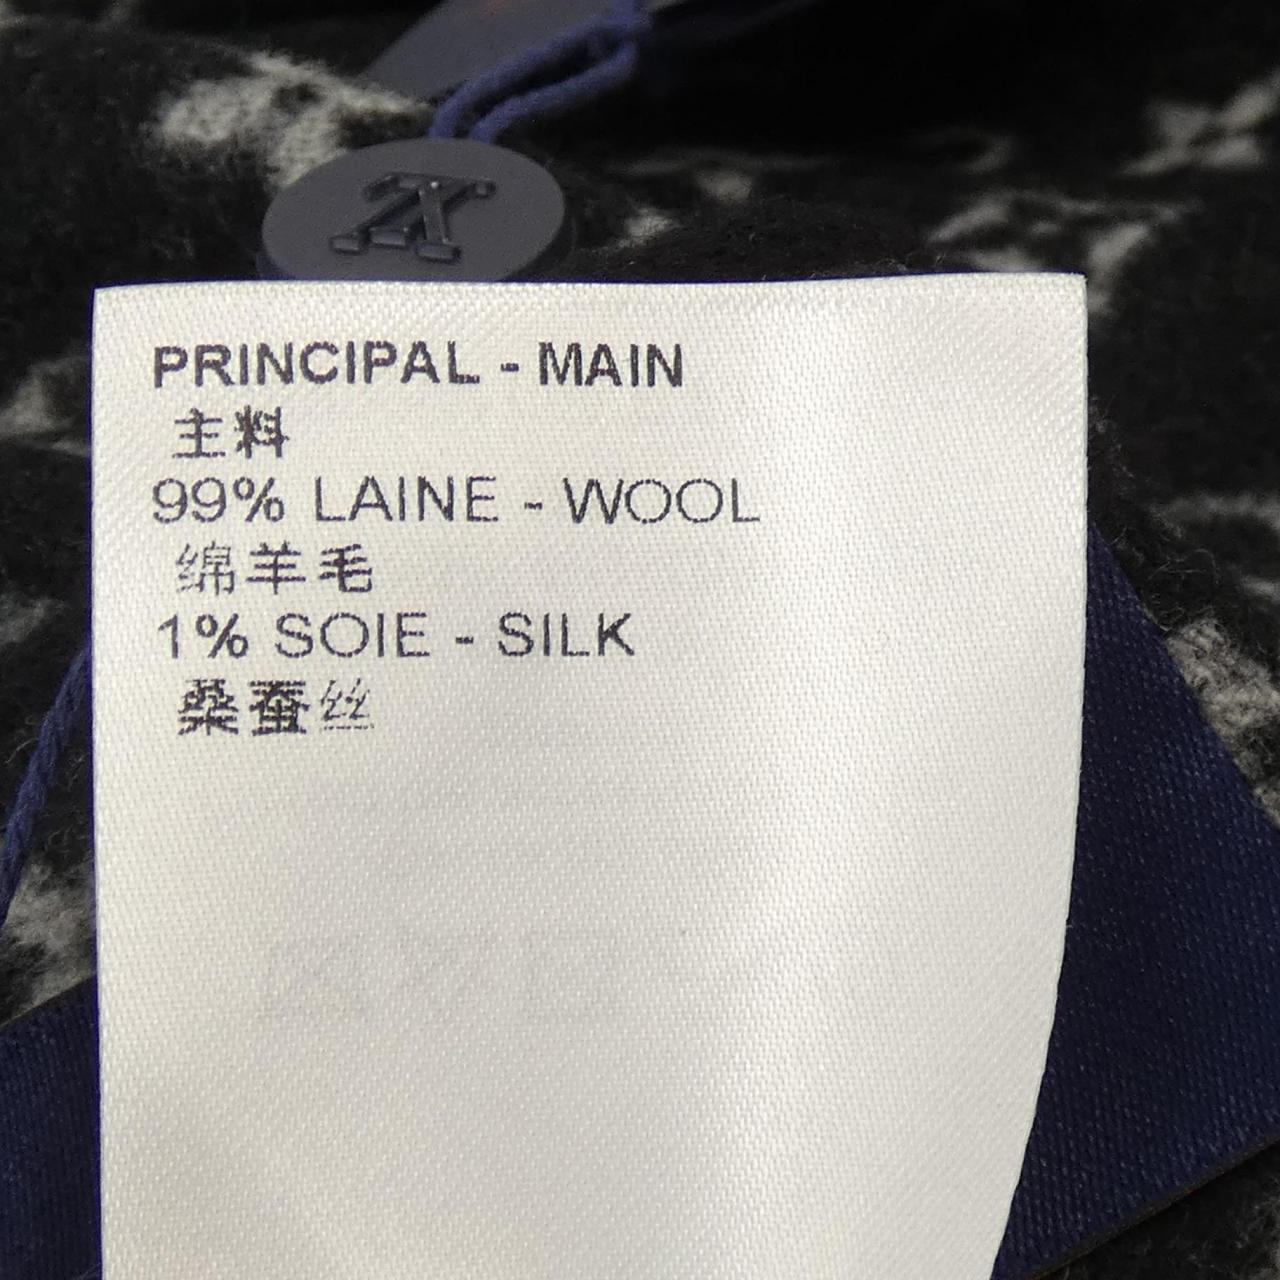 PRINCIPAL - MAIN
主料
99% LAINE - WOOL
绵羊毛
1% SOIE - SILK
桑蚕丝